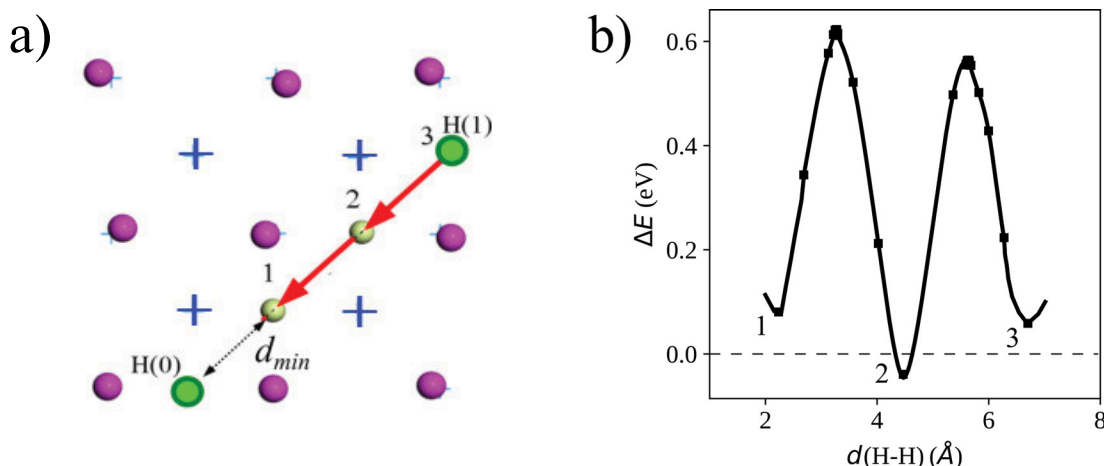 a)
3 H(1)
2
1
H(0)
d_min
b)
0.6
0.4
0.2
0.0
ΔE (eV)
1
2
3
2 4 6 8
d(H-H) (Å)